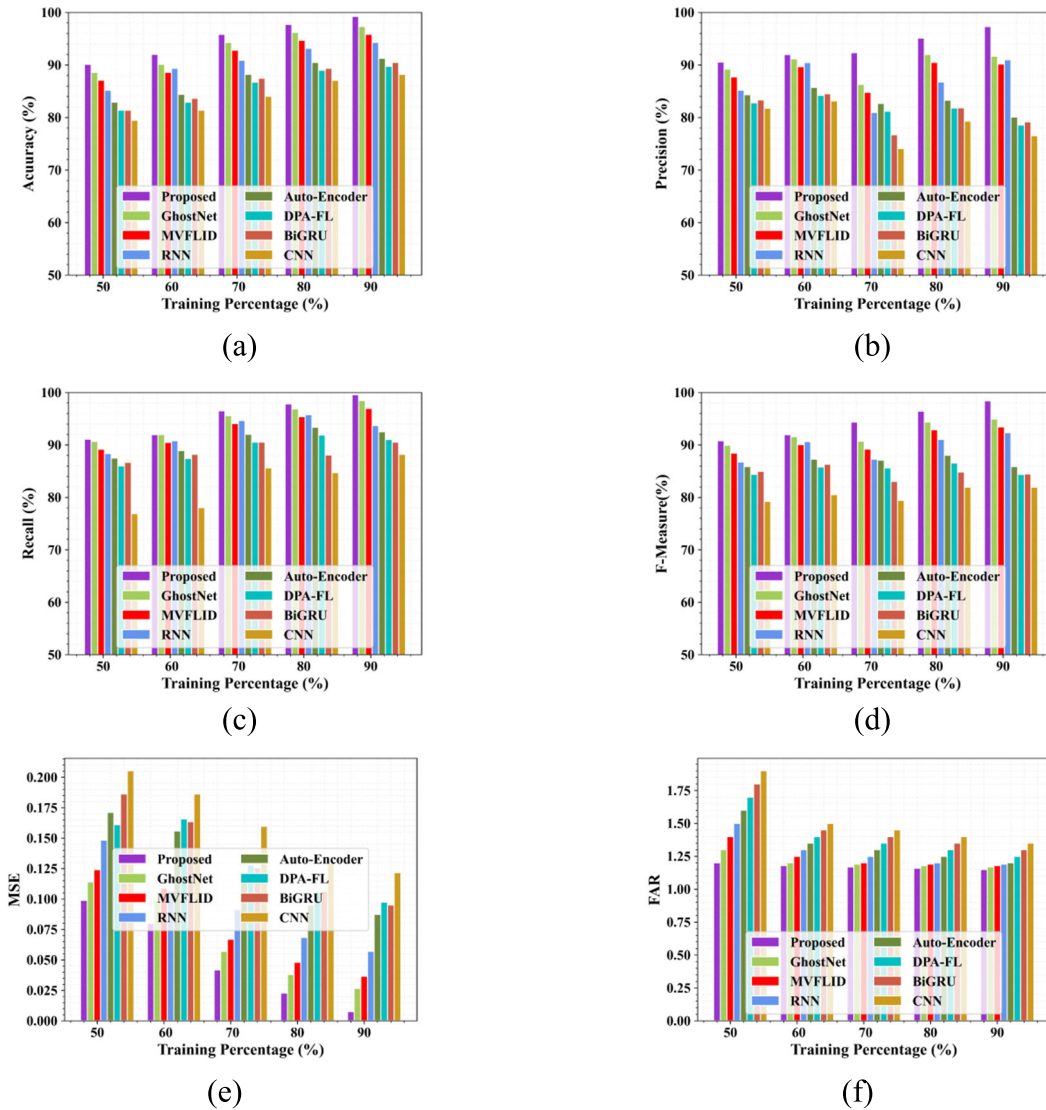 100
90
80
70
60
50
Acuuracy (%)
Proposed
GhostNet
MVFLID
RNN
Auto-Encoder
DPA-FL
BiGRU
CNN
50 60 70 80 90
Training Percentage (%)
(a)
100
90
80
70
60
50
Precision (%)
Proposed
GhostNet
MVFLID
RNN
Auto-Encoder
DPA-FL
BiGRU
CNN
50 60 70 80 90
Training Percentage (%)
(b)
100
90
80
70
60
50
Recall (%)
Proposed
GhostNet
MVFLID
RNN
Auto-Encoder
DPA-FL
BiGRU
CNN
50 60 70 80 90
Training Percentage (%)
(c)
100
90
80
70
60
50
F-Measure(%)
Proposed
GhostNet
MVFLID
RNN
Auto-Encoder
DPA-FL
BiGRU
CNN
50 60 70 80 90
Training Percentage (%)
(d)
0.200
0.175
0.150
0.125
0.100
0.075
0.050
0.025
0.000
MSE
Proposed
GhostNet
MVFLID
RNN
Auto-Encoder
DPA-FL
BiGRU
CNN
50 60 70 80 90
Training Percentage (%)
(e)
1.75
1.50
1.25
1.00
0.75
0.50
0.25
0.00
FAR
Proposed
GhostNet
MVFLID
RNN
Auto-Encoder
DPA-FL
BiGRU
CNN
50 60 70 80 90
Training Percentage (%)
(f)